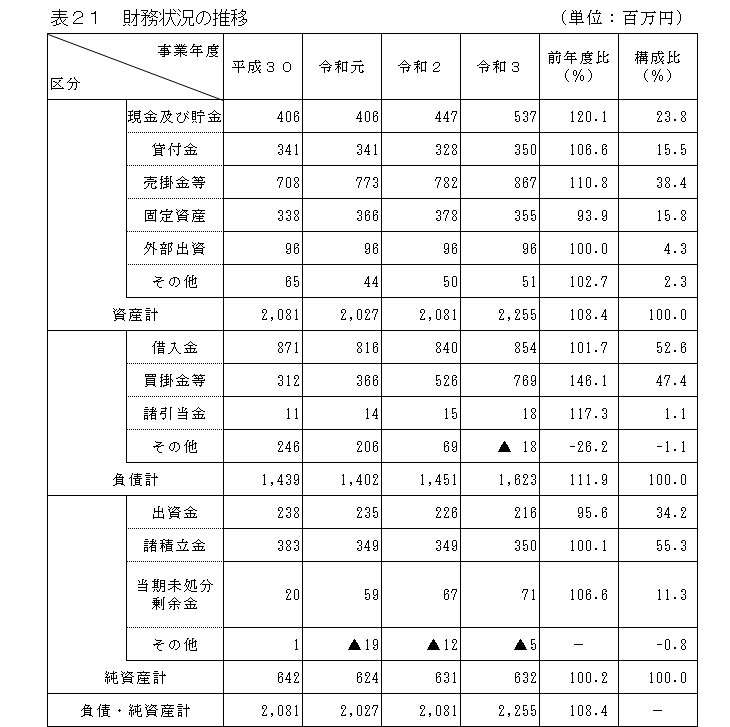 表２１　財務状況の推移　（単位：百万円）
事業年度
区分
平成３０ 令和元 令和２ 令和３ 前年度比（％） 構成比（％）
現金及び貯金 406 406 447 537 120.1 23.8
貸付金 341 341 328 350 106.6 15.5
売掛金等 708 773 782 867 110.8 38.4
固定資産 338 366 378 355 93.9 15.8
外部出資 96 96 96 96 100.0 4.3
その他 65 44 50 51 102.7 2.3
資産計 2,081 2,027 2,081 2,255 108.4 100.0
借入金 871 816 840 854 101.7 52.6
買掛金等 312 366 526 769 146.1 47.4
諸引当金 11 14 15 18 117.3 1.1
その他 246 206 69 ▲ 18 -26.2 -1.1
負債計 1,439 1,402 1,451 1,623 111.9 100.0
出資金 238 235 226 216 95.6 34.2
諸積立金 383 349 349 350 100.1 55.3
当期未処分
剰余金 20 59 67 71 106.6 11.3
その他 1 ▲19 ▲12 ▲5 － -0.8
純資産計 642 624 631 632 100.2 100.0
負債・純資産計 2,081 2,027 2,081 2,255 108.4 －